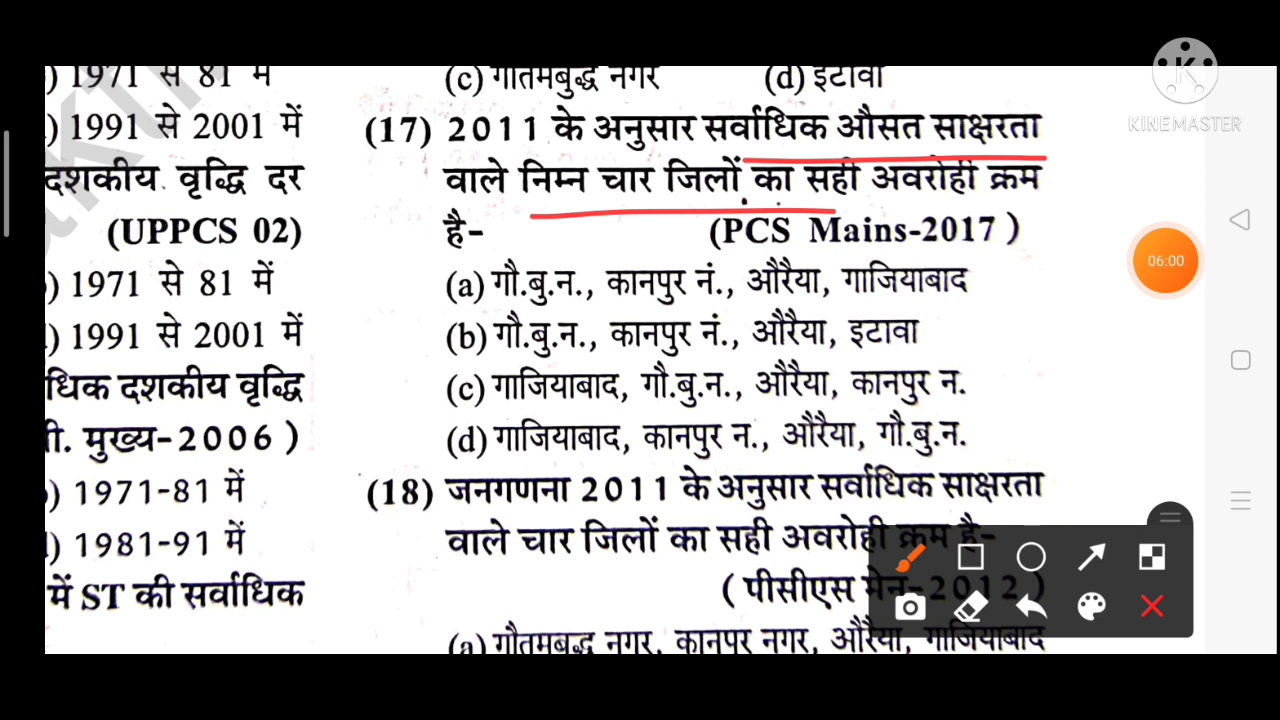 ) 1971 से 81 में
) 1991 से 2001 में
दशकीय वृद्धि दर
(UPPCS 02)
) 1971 से 81 में
.) 1991 से 2001 में
धिक दशकीय वृद्धि
ी. मुख्य-2006 )
) 1971-81 में
) 1981-91 में
में ST की सर्वाधिक
(c) गौतमबुद्ध नगर (d) इटावा
(17) 2011 के अनुसार सर्वाधिक औसत साक्षरता
वाले निम्न चार जिलों का सही अवरोही क्रम
है- (PCS Mains-2017 )
(a) गौ.बु.न., कानपुर नं., औरैया, गाजियाबाद
(b) गौ.बु.न., कानपुर नं., औरैया, इटावा
(c) गाजियाबाद, गौ.बु.न., औरैया, कानपुर न.
(d) गाजियाबाद, कानपुर न., औरैया, गौ.बु.न.
(18) जनगणना 2011 के अनुसार सर्वाधिक साक्षरता
वाले चार जिलों का सही अवरोही क्रम है-
( पीसीएस मेन-2012 )
(a) गौतमबुद्ध नगर, कानपुर नगर, औरैया, गाजियाबाद
KINEMASTER
06:00